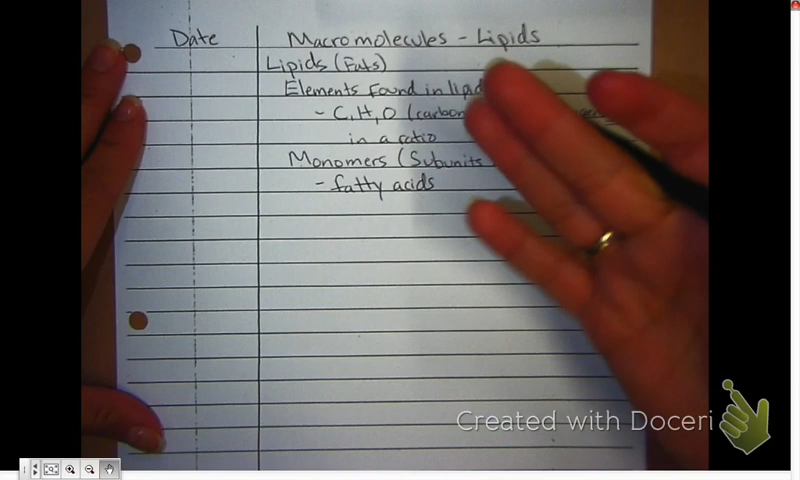 Date Macromolecules - Lipids
Lipids (Fats)
Elements Found in lipid
- C, H, O (carbon
in a ratio
Monomers (Subunits
- fatty acids
Created with Doceri